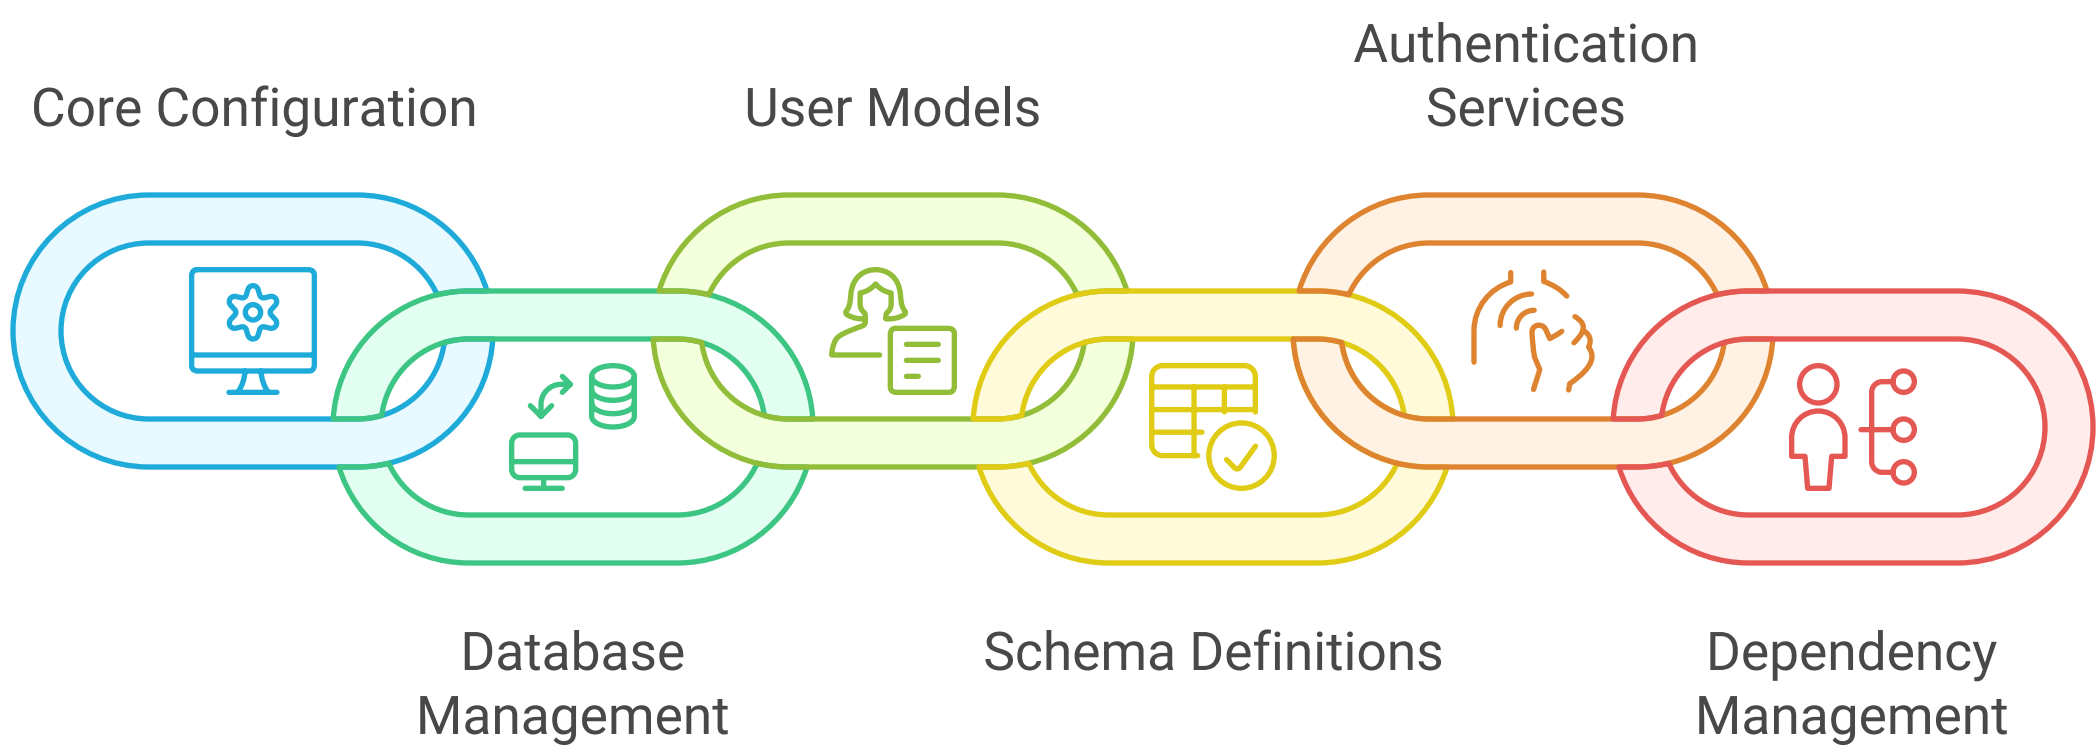 Core Configuration
Database
Management
User Models
Schema Definitions
Authentication
Services
Dependency
Management